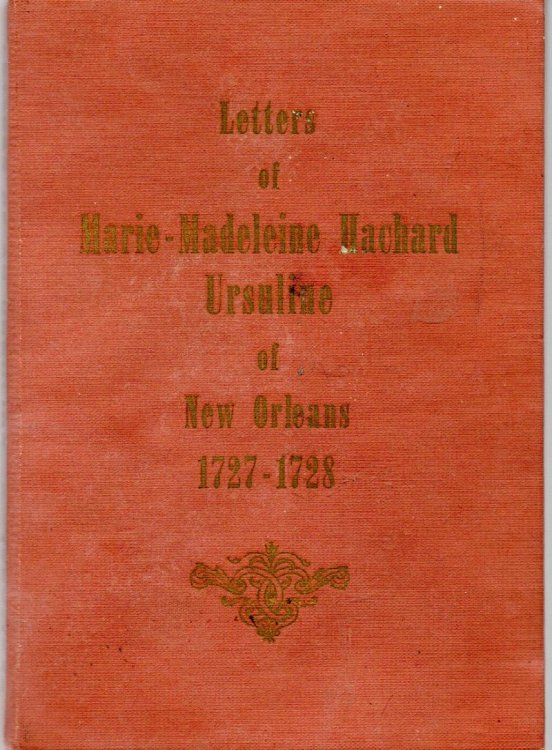 Letters
of
Marie-Madeleine Hachard
Ursuline
of
New Orleans
1727-1728